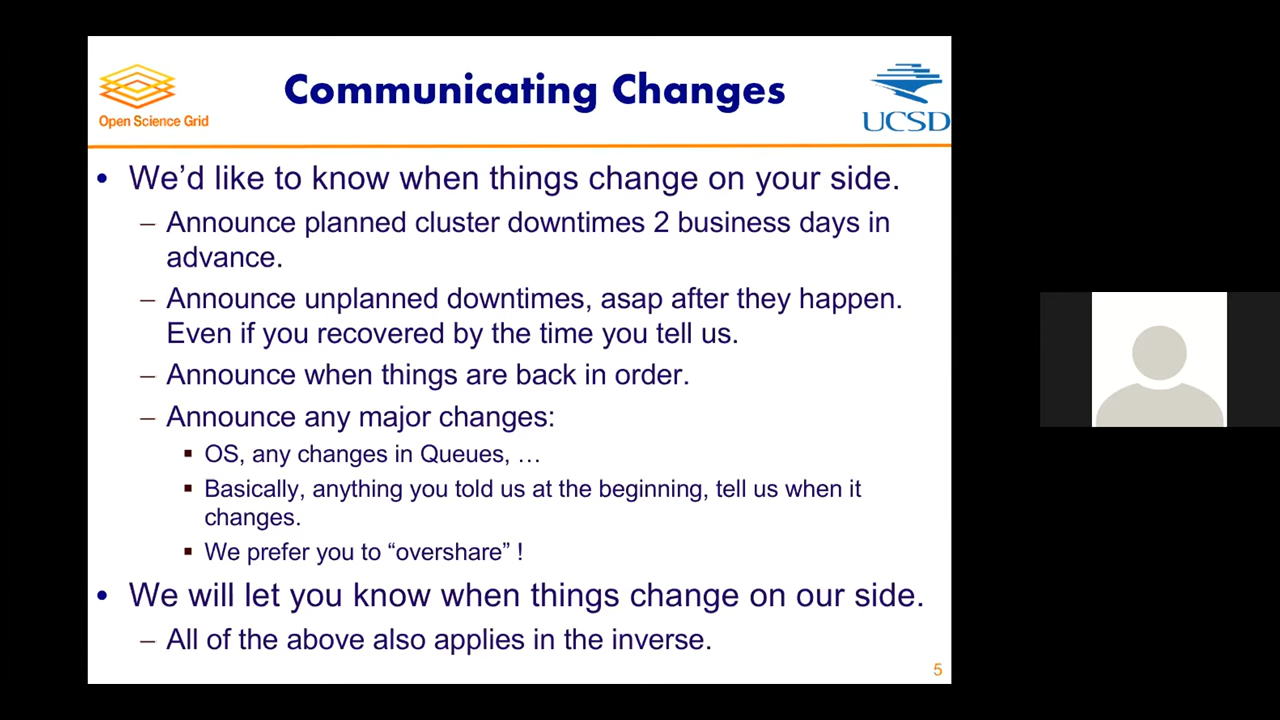 Communicating Changes
Open Science Grid
UCSD
• We'd like to know when things change on your side.
– Announce planned cluster downtimes 2 business days in
advance.
– Announce unplanned downtimes, asap after they happen.
Even if you recovered by the time you tell us.
– Announce when things are back in order.
– Announce any major changes:
▪ OS, any changes in Queues, …
▪ Basically, anything you told us at the beginning, tell us when it
changes.
▪ We prefer you to “overshare” !
• We will let you know when things change on our side.
– All of the above also applies in the inverse.
5